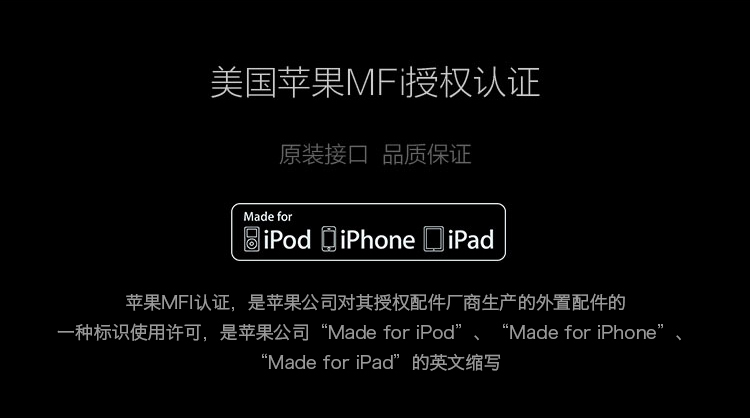 美国苹果MFi授权认证
原装接口 品质保证
Made for
iPod iPhone iPad
苹果MFI认证，是苹果公司对其授权配件厂商生产的外置配件的
一种标识使用许可，是苹果公司“Made for iPod”、“Made for iPhone”、
“Made for iPad”的英文缩写